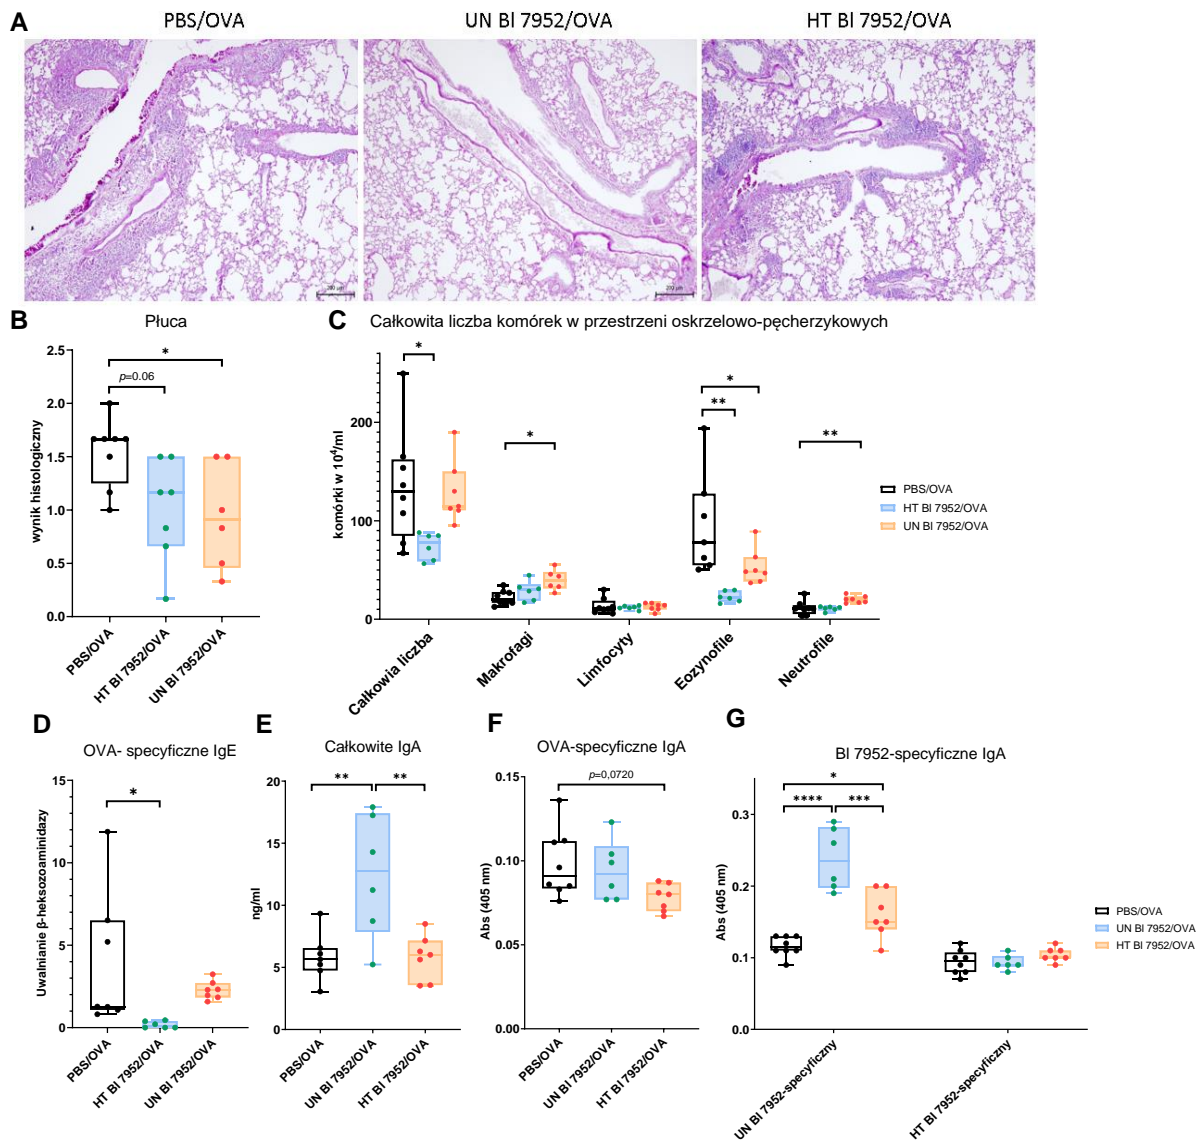 A
PBS/OVA
UN Bl 7952/OVA
HT Bl 7952/OVA
200 µm
200 µm
B
Płuca
wynik histologiczny
2.5
2.0
1.5
1.0
0.5
0.0
*
p=0.06
PBS/OVA
HT Bl 7952/OVA
UN Bl 7952/OVA
C
Całkowita liczba komórek w przestrzeni oskrzelowo-pęcherzykowych
komórki w 10⁴/ml
200
100
0
*
*
*
**
**
Całkowia liczba
Makrofagi
Limfocyty
Eozynofile
Neutrofile
PBS/OVA
HT Bl 7952/OVA
UN Bl 7952/OVA
D
OVA- specyficzne IgE
Uwalnianie β-heksozoaminidazy
15
10
5
0
*
PBS/OVA
HT Bl 7952/OVA
UN Bl 7952/OVA
E
Całkowite IgA
ng/ml
20
15
10
5
0
**
**
PBS/OVA
UN Bl 7952/OVA
HT Bl 7952/OVA
F
OVA-specyficzne IgA
Abs (405 nm)
0.15
0.10
0.05
0.00
p=0,0720
PBS/OVA
UN Bl 7952/OVA
HT Bl 7952/OVA
G
Bl 7952-specyficzne IgA
Abs (405 nm)
0.3
0.2
0.1
0.0
*
****
***
UN Bl 7952-specyficzny
HT Bl 7952-specyficzny
PBS/OVA
UN Bl 7952/OVA
HT Bl 7952/OVA